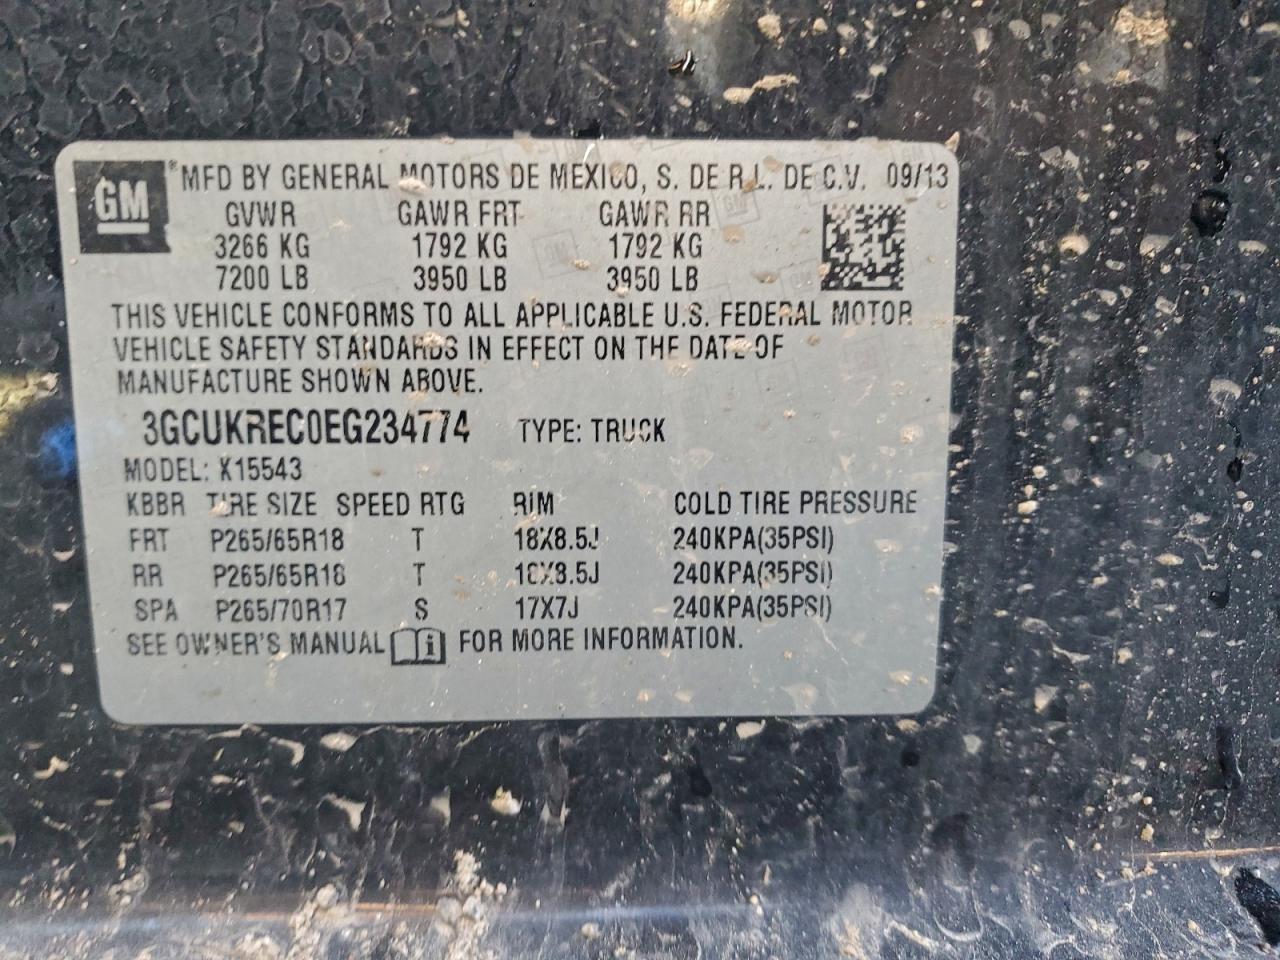 GM
®MFD BY GENERAL MOTORS DE MEXICO, S. DE R.L. DE C.V. 09/13
GVWR GAWR FRT GAWR RR
3266 KG 1792 KG 1792 KG
7200 LB 3950 LB 3950 LB
THIS VEHICLE CONFORMS TO ALL APPLICABLE U.S. FEDERAL MOTOR
VEHICLE SAFETY STANDARDS IN EFFECT ON THE DATE OF
MANUFACTURE SHOWN ABOVE.
3GCUKREC0EG234774 TYPE: TRUCK
MODEL: K15543
KBBR TIRE SIZE SPEED RTG RIM COLD TIRE PRESSURE
FRT P265/65R18 T 18X8.5J 240KPA(35PSI)
RR P265/65R18 T 18X8.5J 240KPA(35PSI)
SPA P265/70R17 S 17X7J 240KPA(35PSI)
SEE OWNER'S MANUAL i FOR MORE INFORMATION.